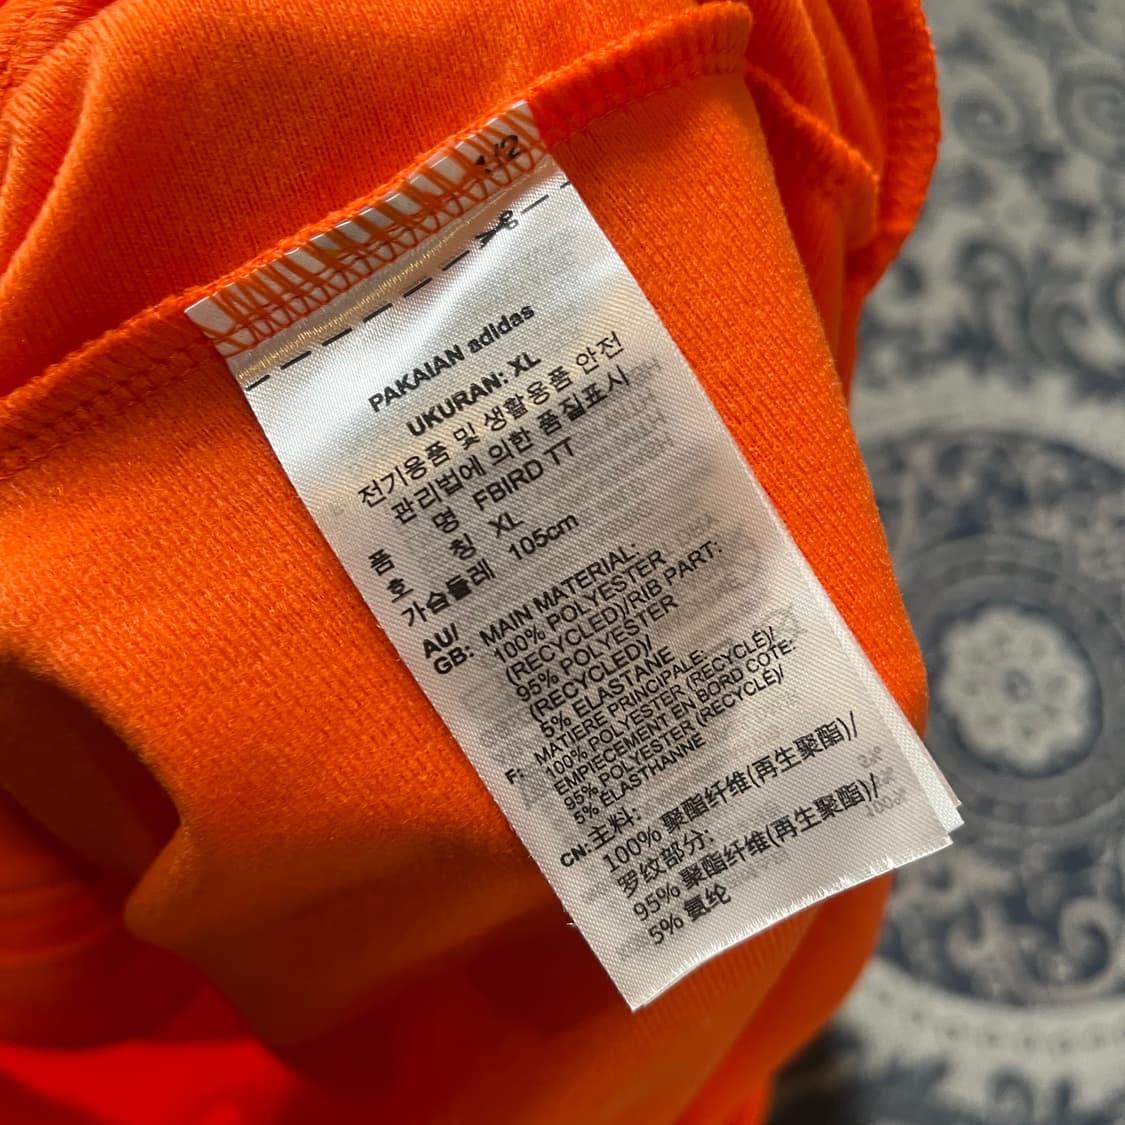 1/2
PAKAIAN adidas
UKURAN: XL
전기용품 및 생활용품 안전
관리법에 의한 품질표시
품 명 FBIRD TT
호 칭 XL
가슴둘레 105cm
AU/
GB: MAIN MATERIAL:
100% POLYESTER
(RECYCLED)/RIB PART:
95% POLYESTER
(RECYCLED)/
5% ELASTANE
F: MATIERE PRINCIPALE:
100% POLYESTER (RECYCLÉ)/
EMPIECEMENT EN BORD COTE:
95% POLYESTER (RECYCLÉ)/
5% ÉLASTHANNE
CN: 主料:
100% 聚酯纤维(再生聚酯)/
罗纹部分:
95% 聚酯纤维(再生聚酯)/
5% 氨纶